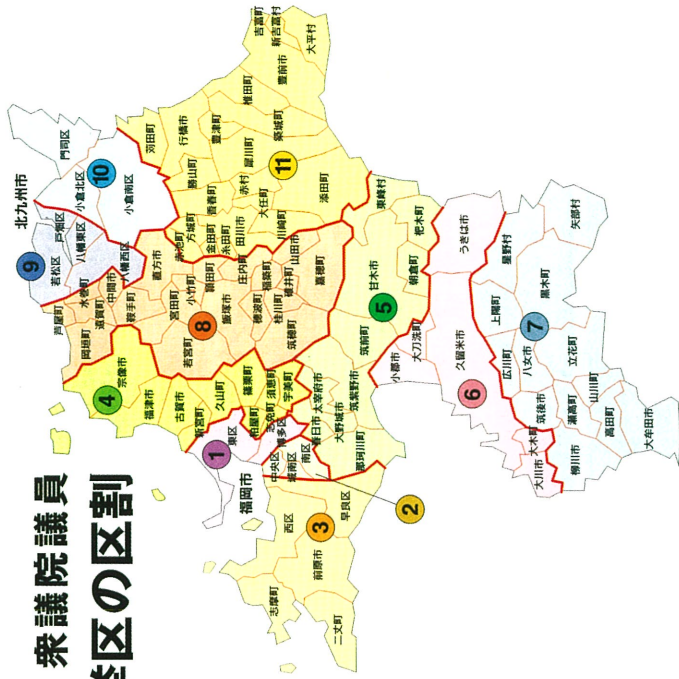 衆議院議員
区の区割
北九州市
福岡市
1
2
3
4
5
6
7
8
9
10
11
門司区
小倉北区
小倉南区
戸畑区
八幡東区
若松区
八幡西区
芦屋町
水巻町
岡垣町
遠賀町
中間市
鞍手町
直方市
宮田町
小竹町
若宮町
頴田町
飯塚市
庄内町
穂波町
稲築町
桂川町
碓井町
山田市
筑穂町
嘉穂町
苅田町
行橋市
勝山町
豊津町
犀川町
椎田町
築城町
吉富町
新吉富村
豊前市
大平村
赤池町
方城町
金田町
糸田町
香春町
田川市
赤村
大任町
川崎町
添田町
宗像市
福津市
古賀市
新宮町
久山町
篠栗町
粕屋町
須恵町
志免町
宇美町
東区
博多区
中央区
城南区
南区
西区
早良区
前原市
志摩町
二丈町
春日市
太宰府市
大野城市
筑紫野市
那珂川町
筑前町
甘木市
朝倉町
杷木町
東峰村
小郡市
大刀洗町
久留米市
うきは市
大川市
大木町
広川町
上陽町
星野村
八女市
黒木町
矢部村
筑後市
立花町
瀬高町
山川町
柳川市
高田町
大牟田市